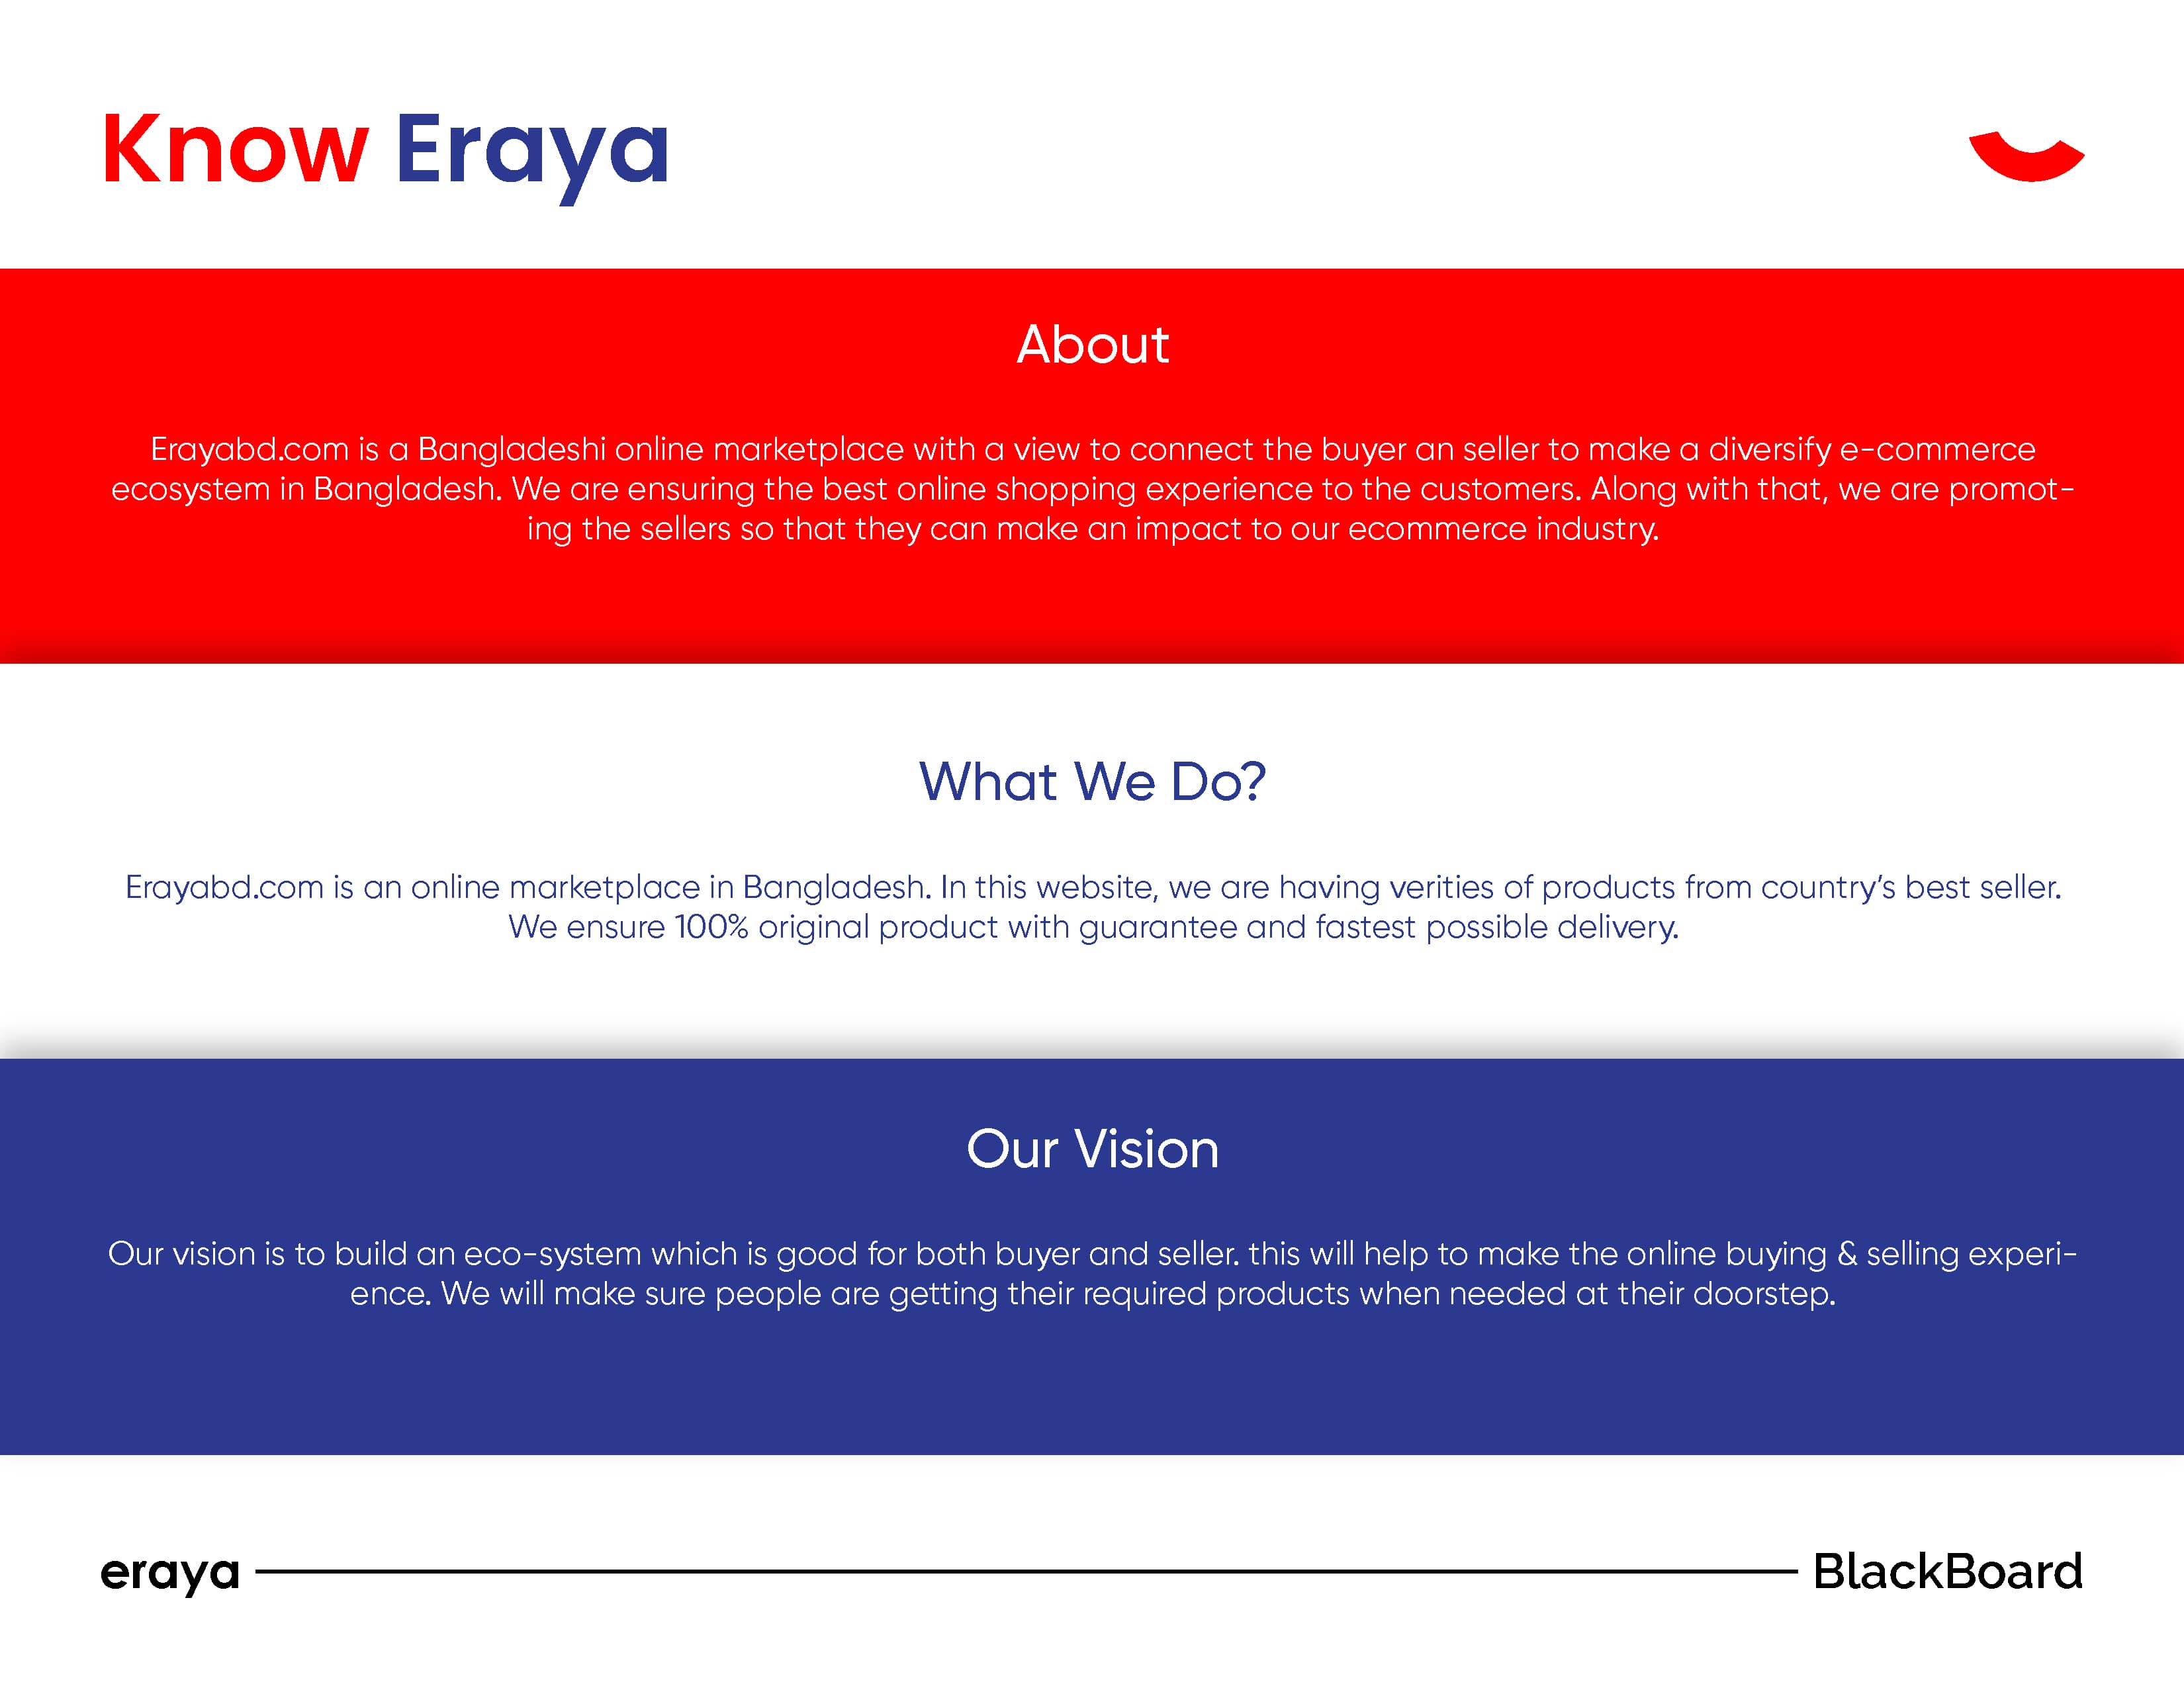 Know Eraya
About
Erayabd.com is a Bangladeshi online marketplace with a view to connect the buyer an seller to make a diversify e-commerce
ecosystem in Bangladesh. We are ensuring the best online shopping experience to the customers. Along with that, we are promot-
ing the sellers so that they can make an impact to our ecommerce industry.
What We Do?
Erayabd.com is an online marketplace in Bangladesh. In this website, we are having verities of products from country’s best seller.
We ensure 100% original product with guarantee and fastest possible delivery.
Our Vision
Our vision is to build an eco-system which is good for both buyer and seller. this will help to make the online buying & selling experi-
ence. We will make sure people are getting their required products when needed at their doorstep.
eraya BlackBoard